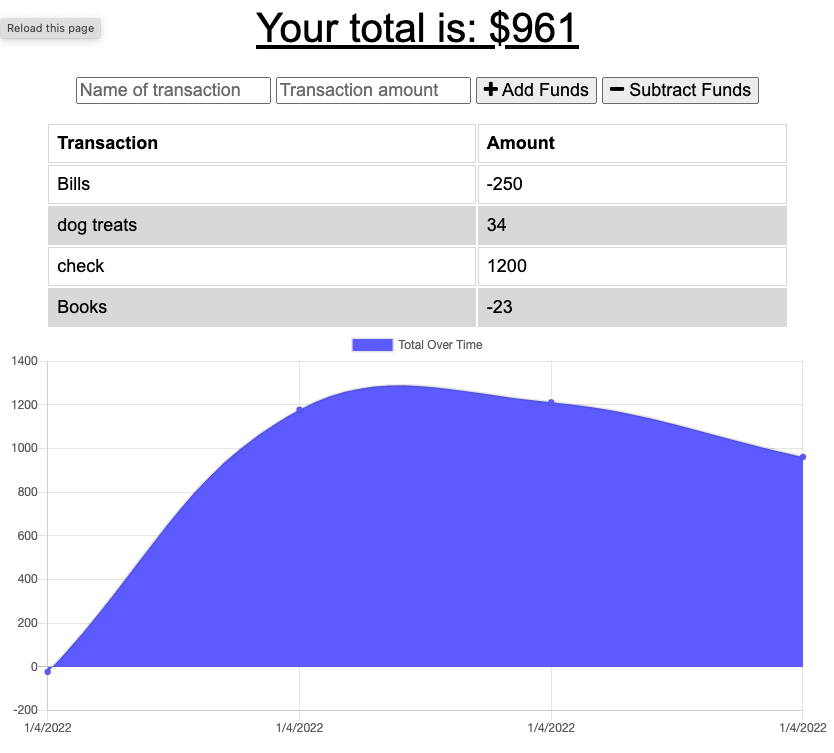 Your total is: $961
Reload this page
Name of transaction Transaction amount + Add Funds − Subtract Funds
Transaction Amount
Bills -250
dog treats 34
check 1200
Books -23
Total Over Time
1400
1200
1000
800
600
400
200
0
-200
1/4/2022 1/4/2022 1/4/2022 1/4/2022